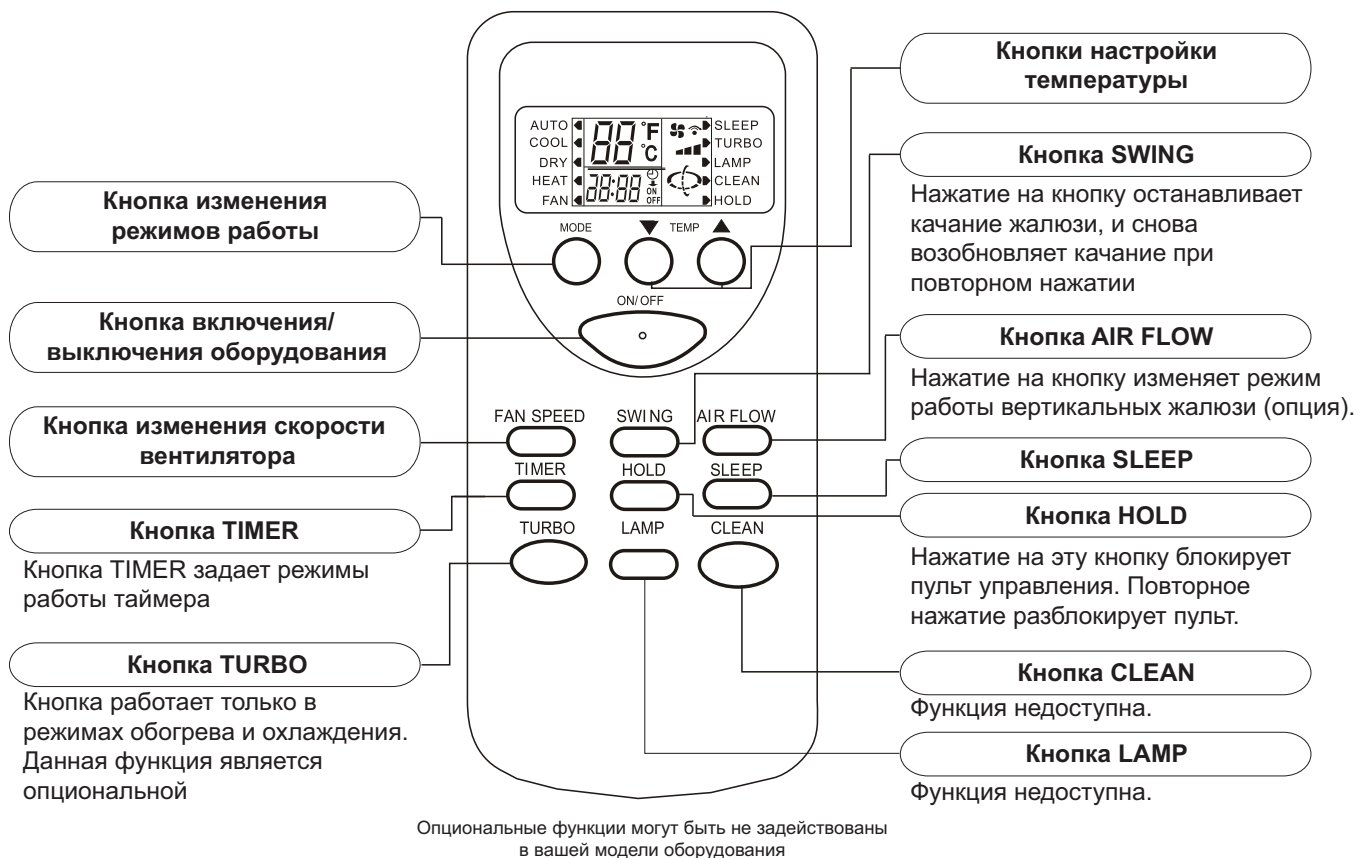 Кнопка изменения
режимов работы
Кнопка включения/
выключения оборудования
Кнопка изменения скорости
вентилятора
Кнопка TIMER
Кнопка TIMER задает режимы
работы таймера
Кнопка TURBO
Кнопка работает только в
режимах обогрева и охлаждения.
Данная функция является
опциональной
AUTO
COOL
DRY
HEAT
FAN
88 °F
°C
88:88 ON
OFF
SLEEP
TURBO
LAMP
CLEAN
HOLD
MODE ▼ TEMP ▲
ON/OFF
FAN SPEED SWING AIR FLOW
TIMER HOLD SLEEP
TURBO LAMP CLEAN
Кнопки настройки
температуры
Кнопка SWING
Нажатие на кнопку останавливает
качание жалюзи, и снова
возобновляет качание при
повторном нажатии
Кнопка AIR FLOW
Нажатие на кнопку изменяет режим
работы вертикальных жалюзи (опция).
Кнопка SLEEP
Кнопка HOLD
Нажатие на эту кнопку блокирует
пульт управления. Повторное
нажатие разблокирует пульт.
Кнопка CLEAN
Функция недоступна.
Кнопка LAMP
Функция недоступна.
Опциональные функции могут быть не задействованы
в вашей модели оборудования